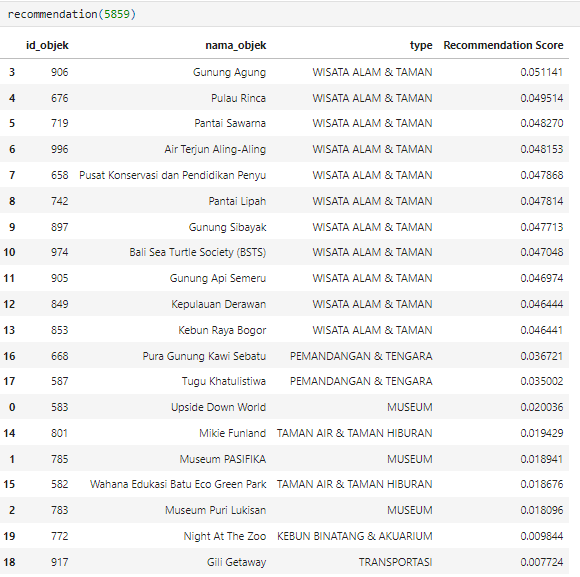 recommendation(5859)
id_objek nama_objek type Recommendation Score
3 906 Gunung Agung WISATA ALAM & TAMAN 0.051141
4 676 Pulau Rinca WISATA ALAM & TAMAN 0.049514
5 719 Pantai Sawarna WISATA ALAM & TAMAN 0.048270
6 996 Air Terjun Aling-Aling WISATA ALAM & TAMAN 0.048153
7 658 Pusat Konservasi dan Pendidikan Penyu WISATA ALAM & TAMAN 0.047868
8 742 Pantai Lipah WISATA ALAM & TAMAN 0.047814
9 897 Gunung Sibayak WISATA ALAM & TAMAN 0.047713
10 974 Bali Sea Turtle Society (BSTS) WISATA ALAM & TAMAN 0.047048
11 905 Gunung Api Semeru WISATA ALAM & TAMAN 0.046974
12 849 Kepulauan Derawan WISATA ALAM & TAMAN 0.046444
13 853 Kebun Raya Bogor WISATA ALAM & TAMAN 0.046441
16 668 Pura Gunung Kawi Sebatu PEMANDANGAN & TENGARA 0.036721
17 587 Tugu Khatulistiwa PEMANDANGAN & TENGARA 0.035002
0 583 Upside Down World MUSEUM 0.020036
14 801 Mikie Funland TAMAN AIR & TAMAN HIBURAN 0.019429
1 785 Museum PASIFIKA MUSEUM 0.018941
15 582 Wahana Edukasi Batu Eco Green Park TAMAN AIR & TAMAN HIBURAN 0.018676
2 783 Museum Puri Lukisan MUSEUM 0.018096
19 772 Night At The Zoo KEBUN BINATANG & AKUARIUM 0.009844
18 917 Gili Getaway TRANSPORTASI 0.007724